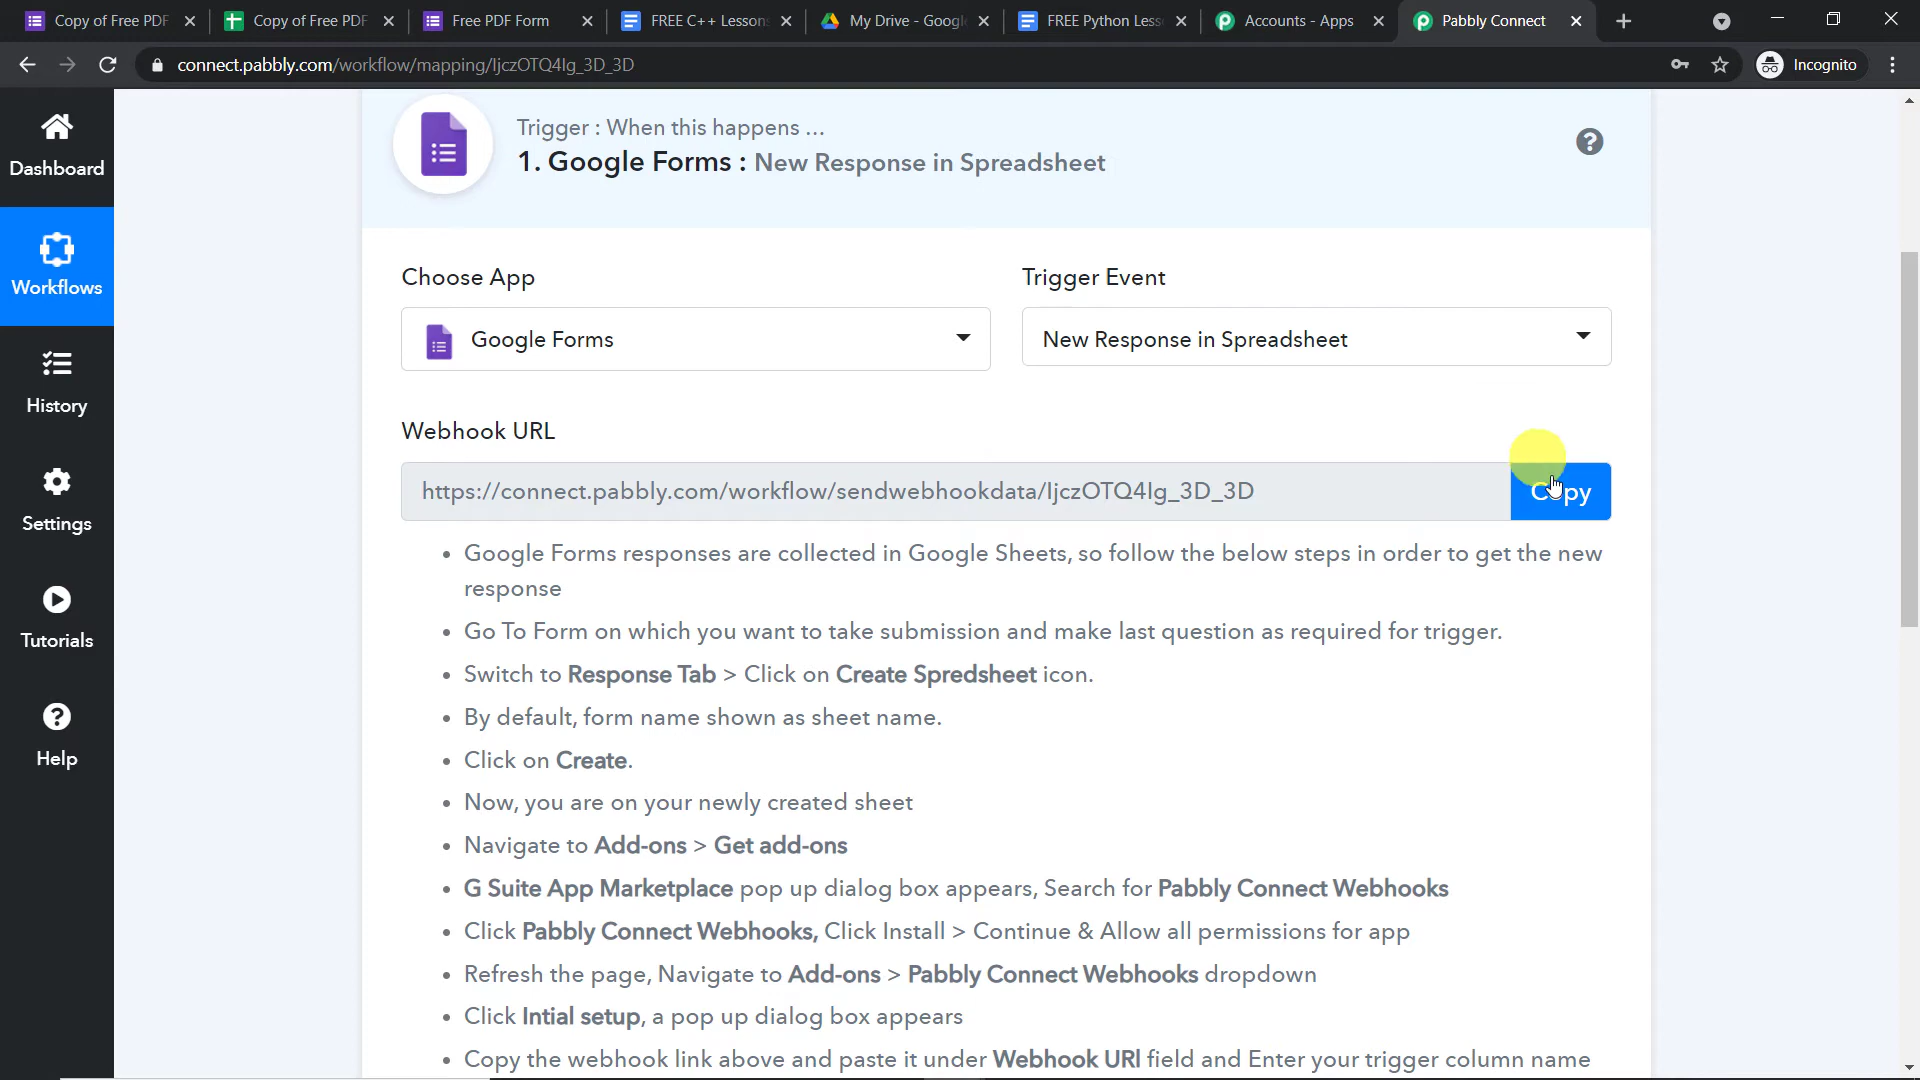 Copy of Free PDF
Copy of Free PDF
Free PDF Form
FREE C++ Lessons
My Drive - Google
FREE Python Less
Accounts - Apps
Pabbly Connect
connect.pabbly.com/workflow/mapping/IjczOTQ4Ig_3D_3D
Incognito
Dashboard
Workflows
History
Settings
Tutorials
Help
Trigger : When this happens ...
1. Google Forms : New Response in Spreadsheet
Choose App
Trigger Event
Google Forms
New Response in Spreadsheet
Webhook URL
https://connect.pabbly.com/workflow/sendwebhookdata/IjczOTQ4Ig_3D_3D
Copy
• Google Forms responses are collected in Google Sheets, so follow the below steps in order to get the new
response
• Go To Form on which you want to take submission and make last question as required for trigger.
• Switch to Response Tab > Click on Create Spredsheet icon.
• By default, form name shown as sheet name.
• Click on Create.
• Now, you are on your newly created sheet
• Navigate to Add-ons > Get add-ons
• G Suite App Marketplace pop up dialog box appears, Search for Pabbly Connect Webhooks
• Click Pabbly Connect Webhooks, Click Install > Continue & Allow all permissions for app
• Refresh the page, Navigate to Add-ons > Pabbly Connect Webhooks dropdown
• Click Intial setup, a pop up dialog box appears
• Copy the webhook link above and paste it under Webhook URl field and Enter your trigger column name